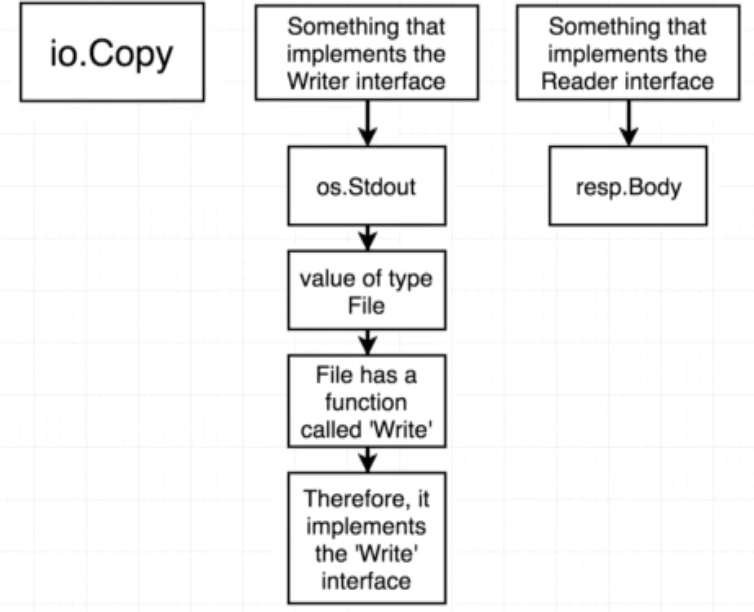 io.Copy
Something that
implements the
Writer interface
Something that
implements the
Reader interface
os.Stdout
resp.Body
value of type
File
File has a
function
called 'Write'
Therefore, it
implements
the 'Write'
interface